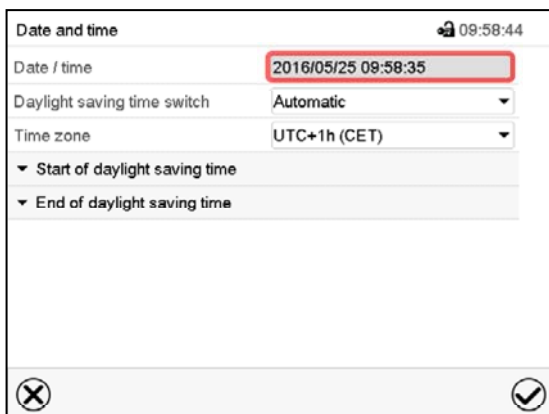 Date and time 09:58:44
Date / time 2016/05/25 09:58:35
Daylight saving time switch Automatic
Time zone UTC+1h (CET)
Start of daylight saving time
End of daylight saving time